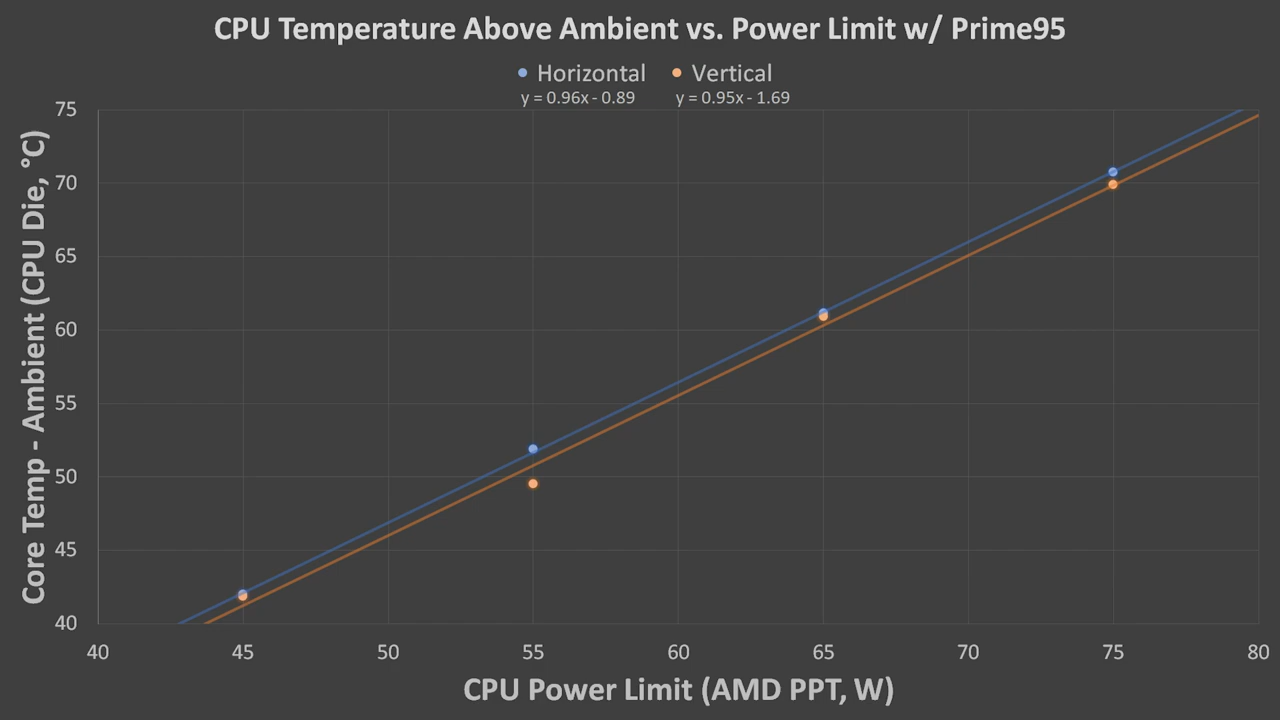 CPU Temperature Above Ambient vs. Power Limit w/ Prime95
Horizontal Vertical
y = 0.96x - 0.89 y = 0.95x - 1.69
Core Temp - Ambient (CPU Die, °C)
75
70
65
60
55
50
45
40
40 45 50 55 60 65 70 75 80
CPU Power Limit (AMD PPT, W)